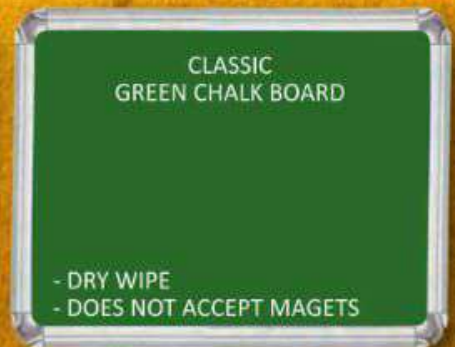 CLASSIC
GREEN CHALK BOARD
- DRY WIPE
- DOES NOT ACCEPT MAGETS